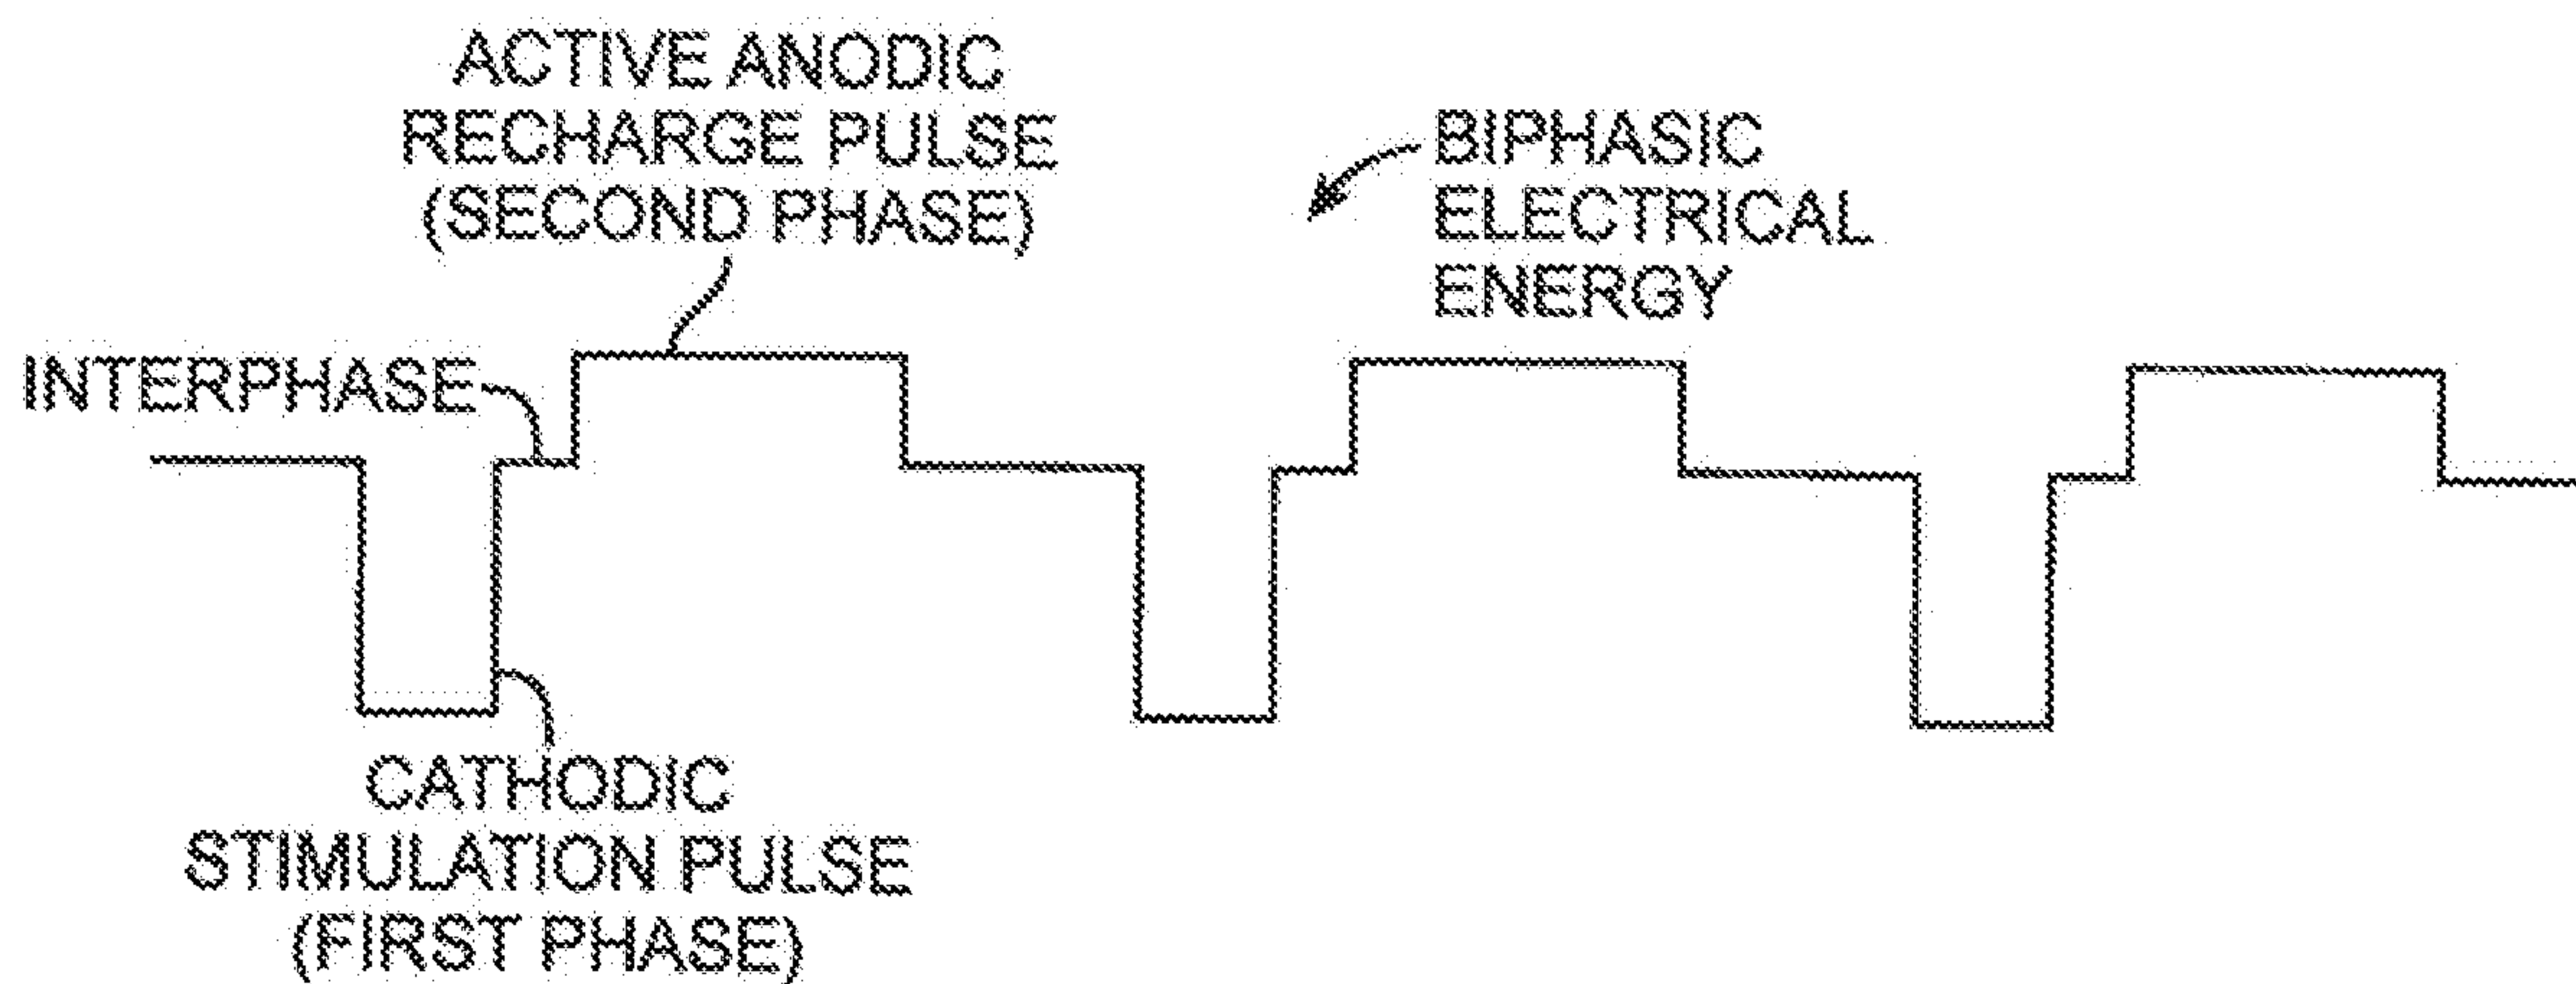 ACTIVE ANODIC
RECHARGE PULSE
(SECOND PHASE)
BIPHASIC
ELECTRICAL
ENERGY
INTERPHASE
CATHODIC
STIMULATION PULSE
(FIRST PHASE)